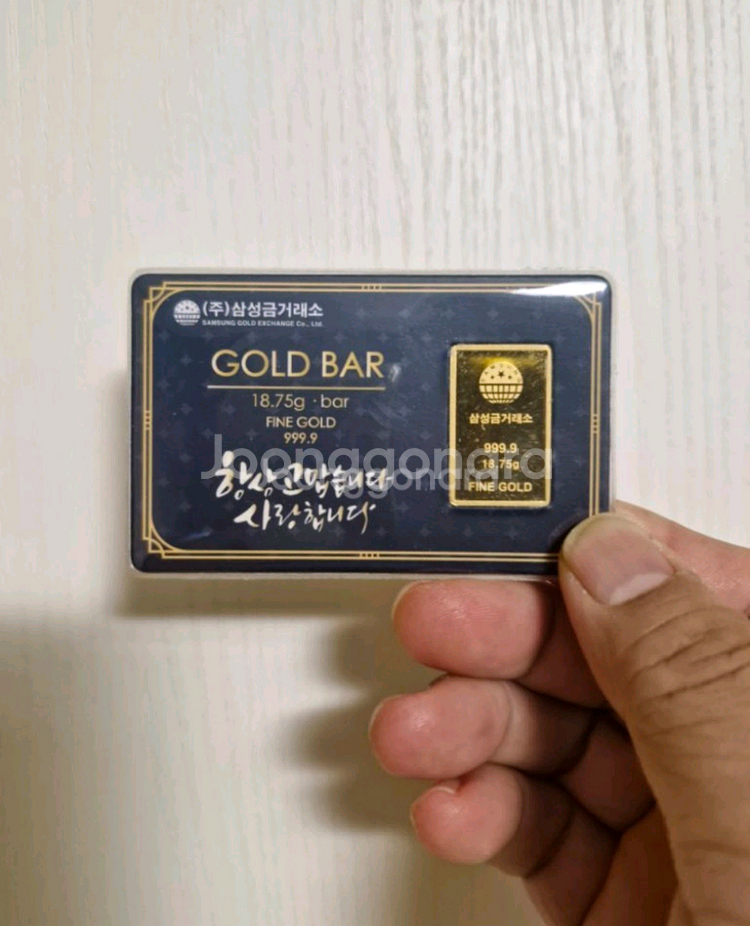 (주)삼성금거래소
SAMSUNG GOLD EXCHANGE Co., Ltd.
GOLD BAR
18.75g · bar
FINE GOLD
999.9
항상 고맙습니다
사랑합니다
삼성금거래소
999.9
18.75g
FINE GOLD
Joonggonara